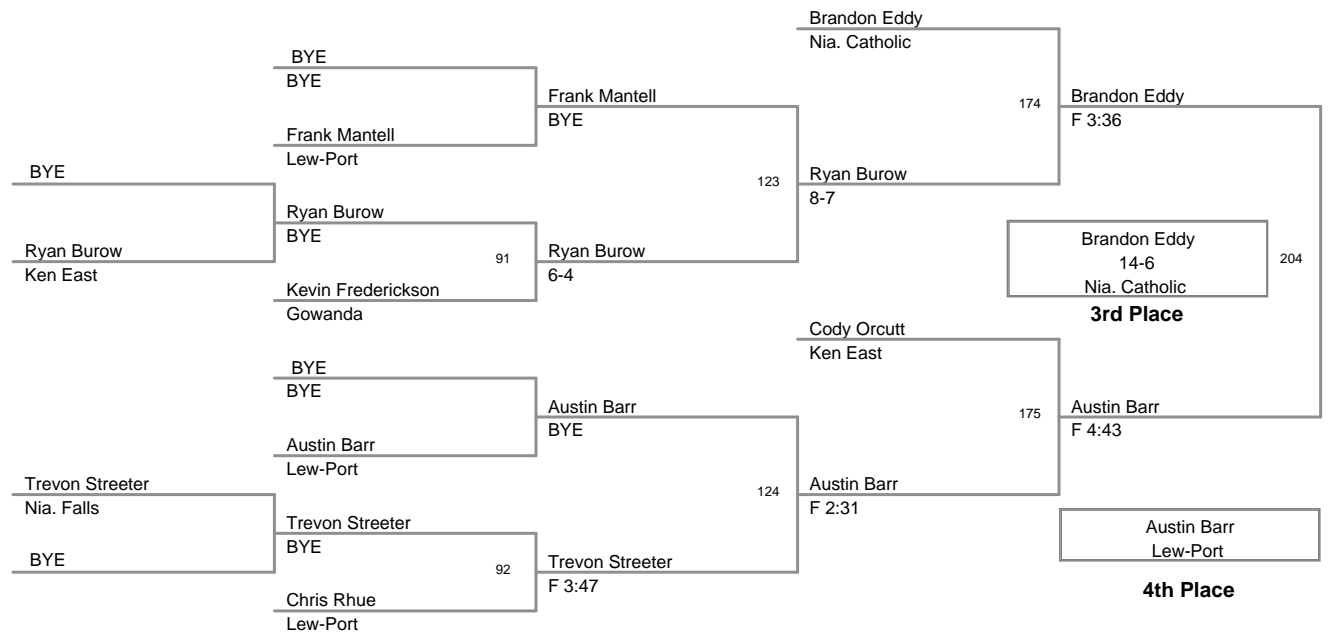 Brandon Eddy
Nia. Catholic
BYE
BYE
Frank Mantell
BYE
174
Brandon Eddy
F 3:36
Frank Mantell
Lew-Port
BYE
123
Ryan Burow
8-7
Ryan Burow
BYE
Ryan Burow
Ken East
91
Ryan Burow
6-4
Brandon Eddy
14-6
Nia. Catholic
204
3rd Place
Kevin Frederickson
Gowanda
Cody Orcutt
Ken East
BYE
BYE
Austin Barr
BYE
175
Austin Barr
F 4:43
Austin Barr
Lew-Port
Trevon Streeter
Nia. Falls
124
Austin Barr
F 2:31
Trevon Streeter
BYE
Austin Barr
Lew-Port
4th Place
BYE
92
Trevon Streeter
F 3:47
Chris Rhue
Lew-Port